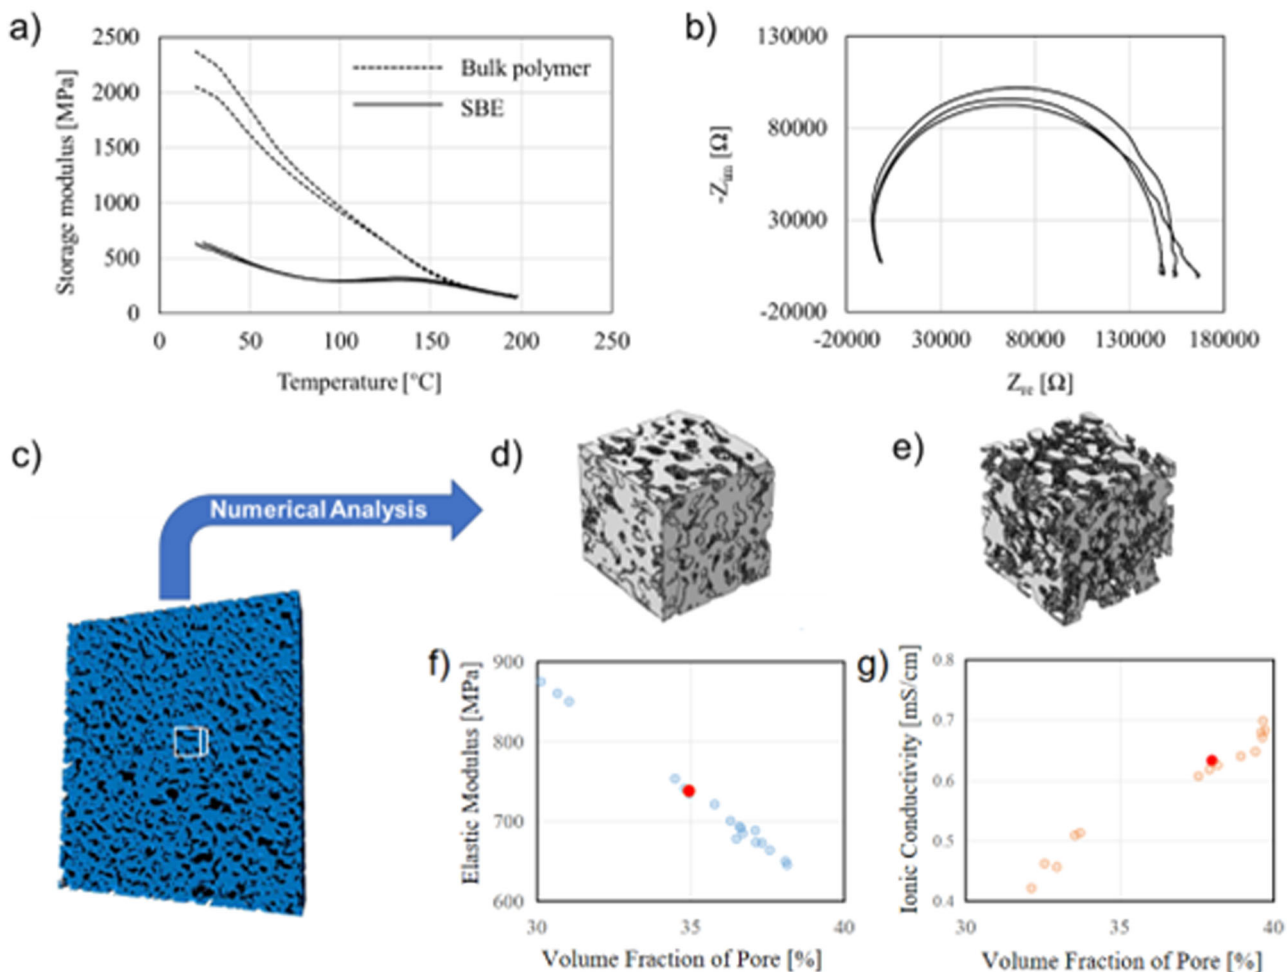 a)
2500
2000
1500
1000
500
0
Storage modulus [MPa]
Bulk polymer
SBE
0 50 100 150 200 250
Temperature [°C]
b)
130000
80000
30000
-20000
-Zim [Ω]
-20000 30000 80000 130000 180000
Zre [Ω]
c)
Numerical Analysis
d)
e)
f)
900
800
700
600
Elastic Modulus [MPa]
30 35 40
Volume Fraction of Pore [%]
g)
0.8
0.7
0.6
0.5
0.4
Ionic Conductivity [mS/cm]
30 35 40
Volume Fraction of Pore [%]